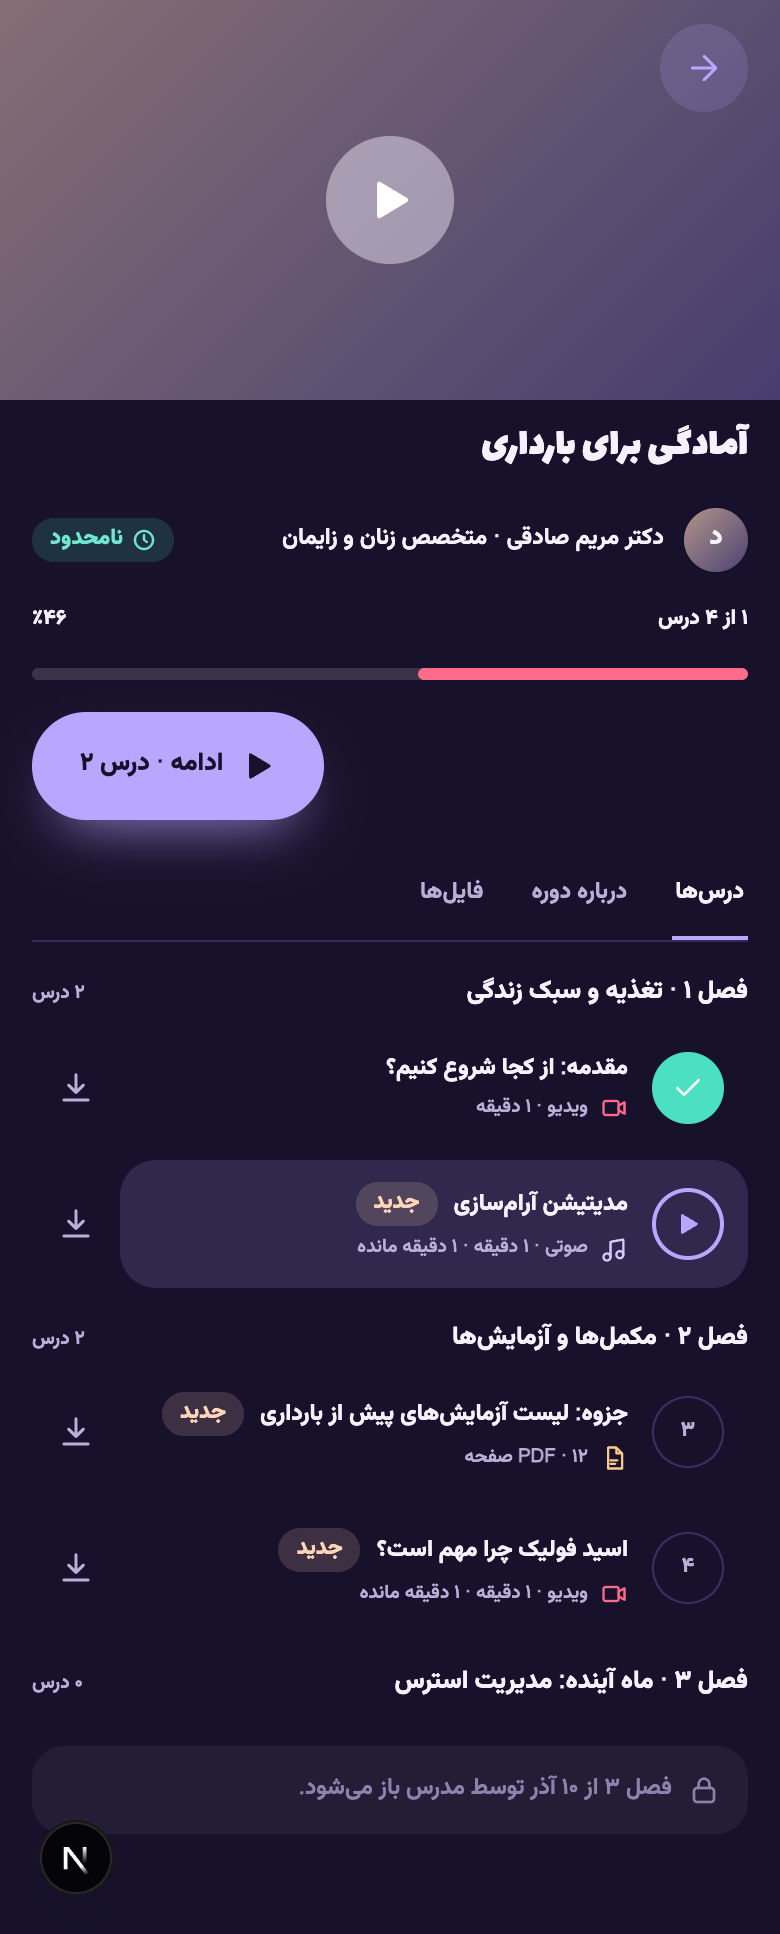 آمادگی برای بارداری
د
دکتر مریم صادقی · متخصص زنان و زایمان
نامحدود
۱ از ۴ درس
٪۴۶
ادامه · درس ۲
درس‌ها
درباره دوره
فایل‌ها
فصل ۱ · تغذیه و سبک زندگی
۲ درس
مقدمه: از کجا شروع کنیم؟
ویدیو · ۱ دقیقه
مدیتیشن آرام‌سازی
جدید
صوتی · ۱ دقیقه · ۱ دقیقه مانده
فصل ۲ · مکمل‌ها و آزمایش‌ها
۲ درس
۳
جزوه: لیست آزمایش‌های پیش از بارداری
جدید
PDF · ۱۲ صفحه
۴
اسید فولیک چرا مهم است؟
جدید
ویدیو · ۱ دقیقه · ۱ دقیقه مانده
فصل ۳ · ماه آینده: مدیریت استرس
۰ درس
فصل ۳ از ۱۰ آذر توسط مدرس باز می‌شود.
N